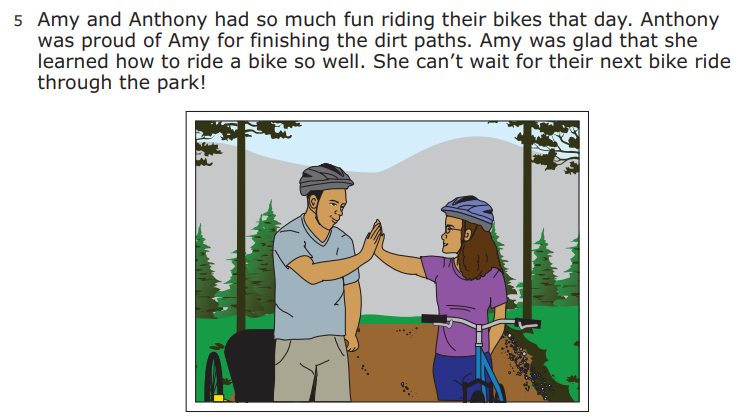 5 Amy and Anthony had so much fun riding their bikes that day. Anthony
was proud of Amy for finishing the dirt paths. Amy was glad that she
learned how to ride a bike so well. She can’t wait for their next bike ride
through the park!